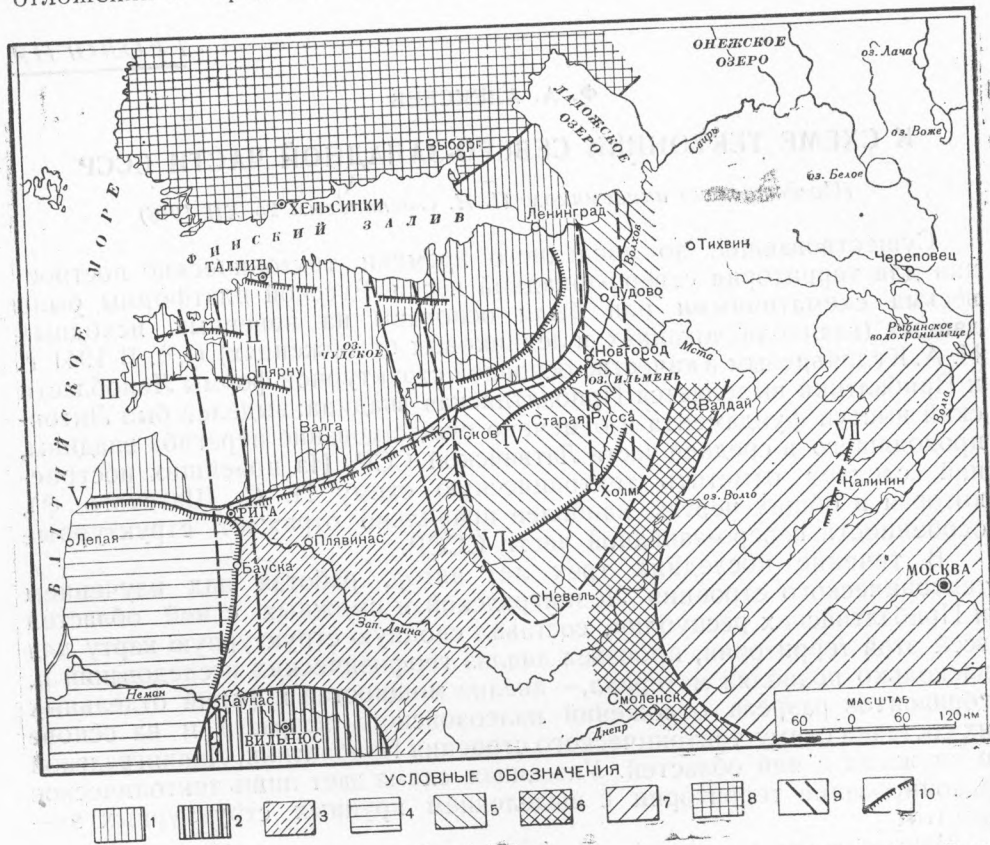 ОНЕЖСКОЕ
ОЗЕРО
оз. Лача
ЛАДОЖСКОЕ
ОЗЕРО
Свирь
оз. Воже
Выборг
оз. Белое
ХЕЛЬСИНКИ
ФИНСКИЙ ЗАЛИВ
Ленинград
Волхов
Тихвин
БАЛТИЙСКОЕ МОРЕ
ТАЛЛИН
Череповец
I
Чудово
Рыбинское
водохранилище
II
оз.
ЧУДСКОЕ
Новгород
Мста
III
Пярну
оз. ИЛЬМЕНЬ
Волга
Валга
Псков
IV
Старая Русса
Валдай
VII
V
РИГА
Холм
оз. Волго
Калинин
Лепая
Плявинас
VI
Бауска
Невель
МОСКВА
Зап. Двина
Неман
Каунас
Смоленск
МАСШТАБ
60 0 60 120 км
ВИЛЬНЮС
Днепр
УСЛОВНЫЕ ОБОЗНАЧЕНИЯ
1 2 3 4 5 6 7 8 9 10